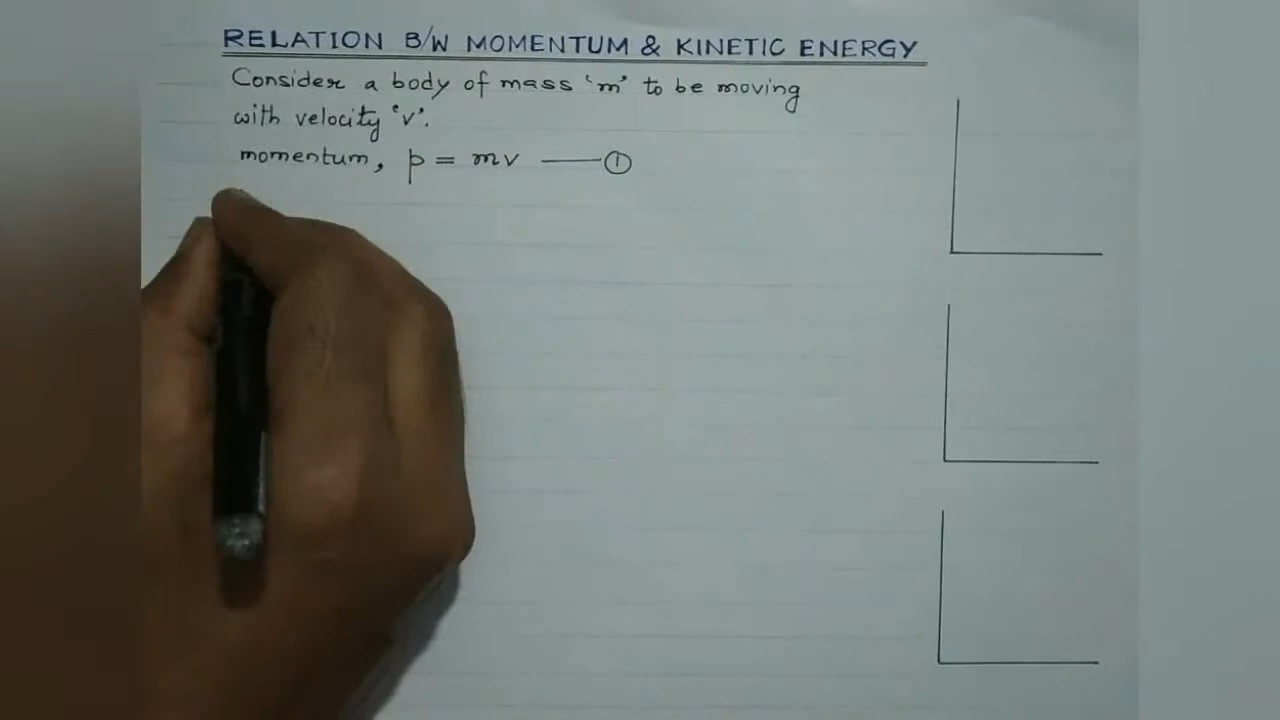 RELATION B/W MOMENTUM & KINETIC ENERGY
Consider a body of mass 'm' to be moving
with velocity 'v'.
momentum, p = mv —— ①